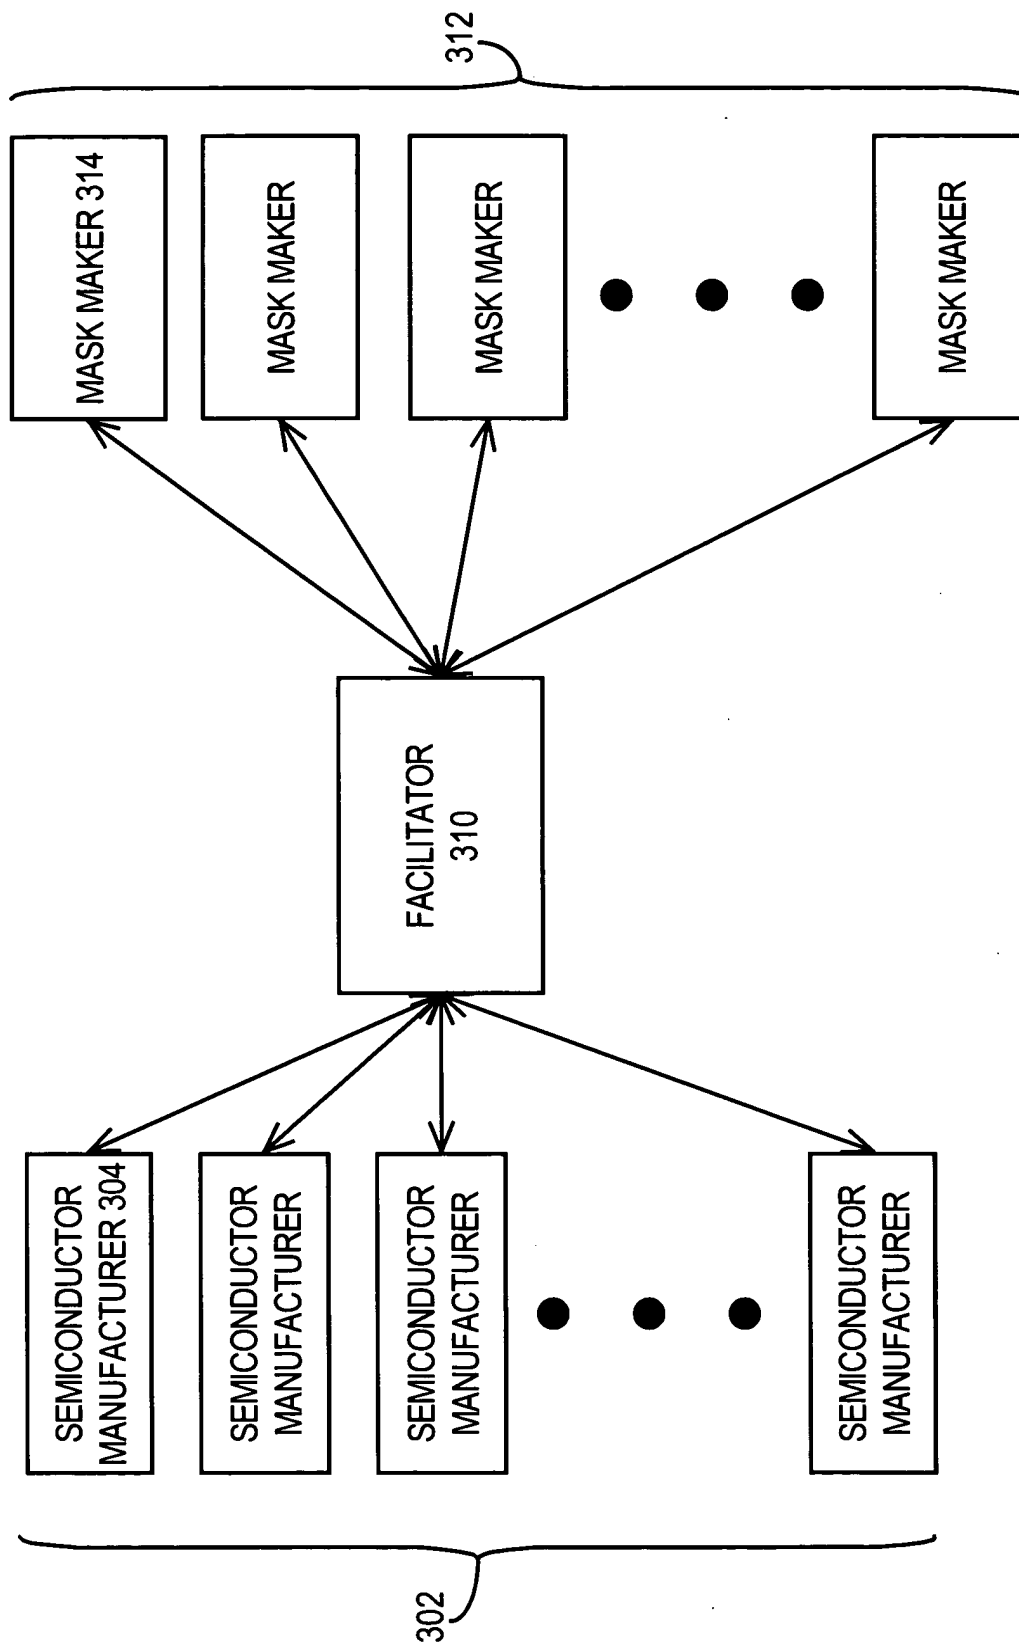 302
SEMICONDUCTOR
MANUFACTURER 304
SEMICONDUCTOR
MANUFACTURER
SEMICONDUCTOR
MANUFACTURER
SEMICONDUCTOR
MANUFACTURER
FACILITATOR
310
MASK MAKER 314
MASK MAKER
MASK MAKER
MASK MAKER
312